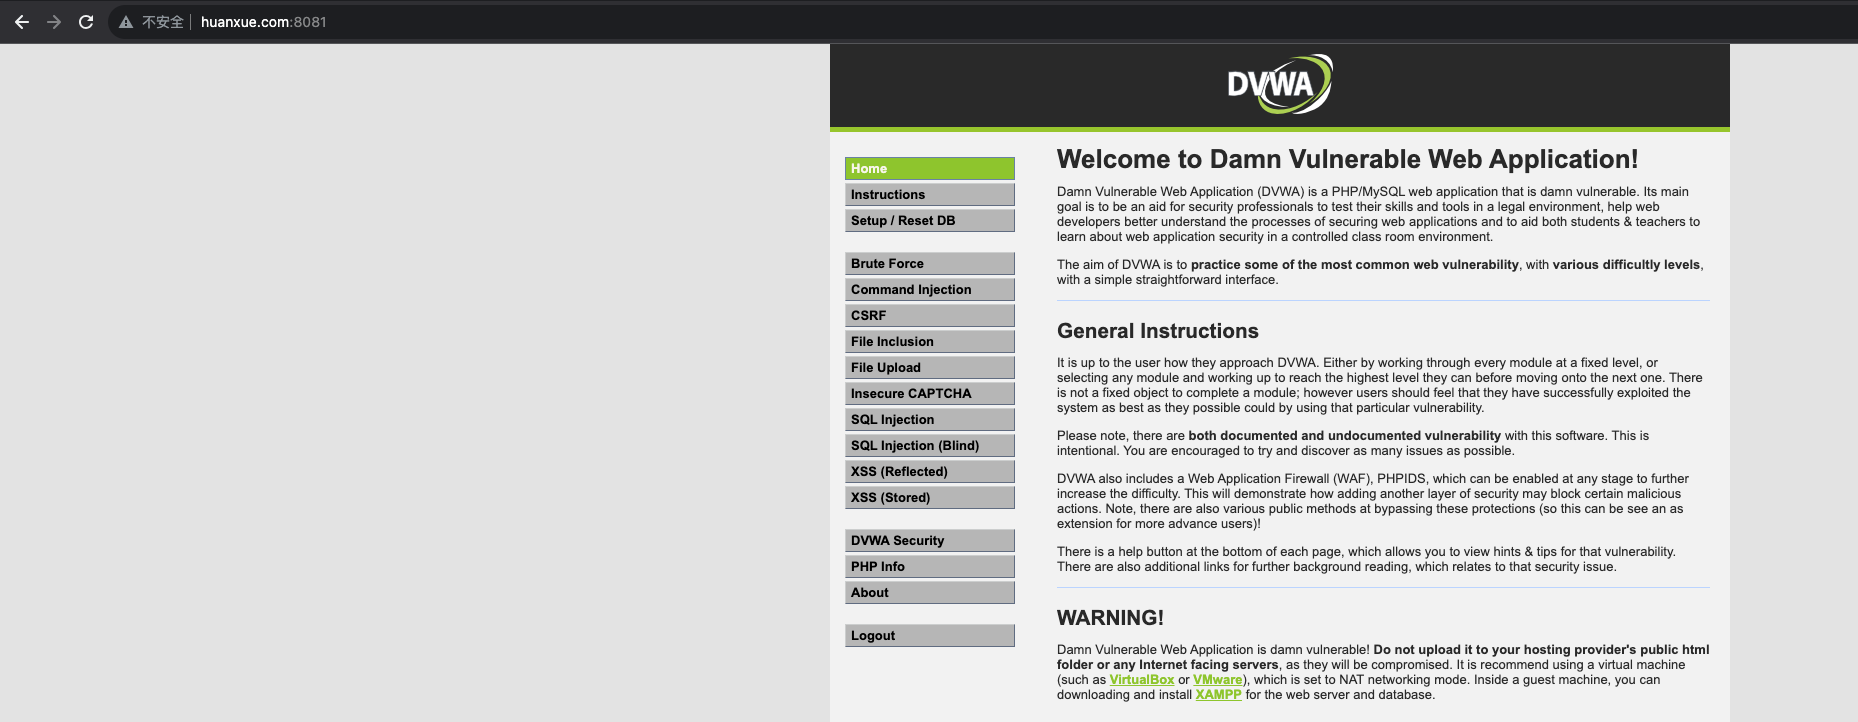 不安全 huanxue.com:8081
DVWA
Home
Instructions
Setup / Reset DB
Brute Force
Command Injection
CSRF
File Inclusion
File Upload
Insecure CAPTCHA
SQL Injection
SQL Injection (Blind)
XSS (Reflected)
XSS (Stored)
DVWA Security
PHP Info
About
Logout
Welcome to Damn Vulnerable Web Application!
Damn Vulnerable Web Application (DVWA) is a PHP/MySQL web application that is damn vulnerable. Its main
goal is to be an aid for security professionals to test their skills and tools in a legal environment, help web
developers better understand the processes of securing web applications and to aid both students & teachers to
learn about web application security in a controlled class room environment.
The aim of DVWA is to practice some of the most common web vulnerability, with various difficultly levels,
with a simple straightforward interface.
General Instructions
It is up to the user how they approach DVWA. Either by working through every module at a fixed level, or
selecting any module and working up to reach the highest level they can before moving onto the next one. There
is not a fixed object to complete a module; however users should feel that they have successfully exploited the
system as best as they possible could by using that particular vulnerability.
Please note, there are both documented and undocumented vulnerability with this software. This is
intentional. You are encouraged to try and discover as many issues as possible.
DVWA also includes a Web Application Firewall (WAF), PHPIDS, which can be enabled at any stage to further
increase the difficulty. This will demonstrate how adding another layer of security may block certain malicious
actions. Note, there are also various public methods at bypassing these protections (so this can be see an as
extension for more advance users)!
There is a help button at the bottom of each page, which allows you to view hints & tips for that vulnerability.
There are also additional links for further background reading, which relates to that security issue.
WARNING!
Damn Vulnerable Web Application is damn vulnerable! Do not upload it to your hosting provider's public html
folder or any Internet facing servers, as they will be compromised. It is recommend using a virtual machine
(such as VirtualBox or VMware), which is set to NAT networking mode. Inside a guest machine, you can
downloading and install XAMPP for the web server and database.